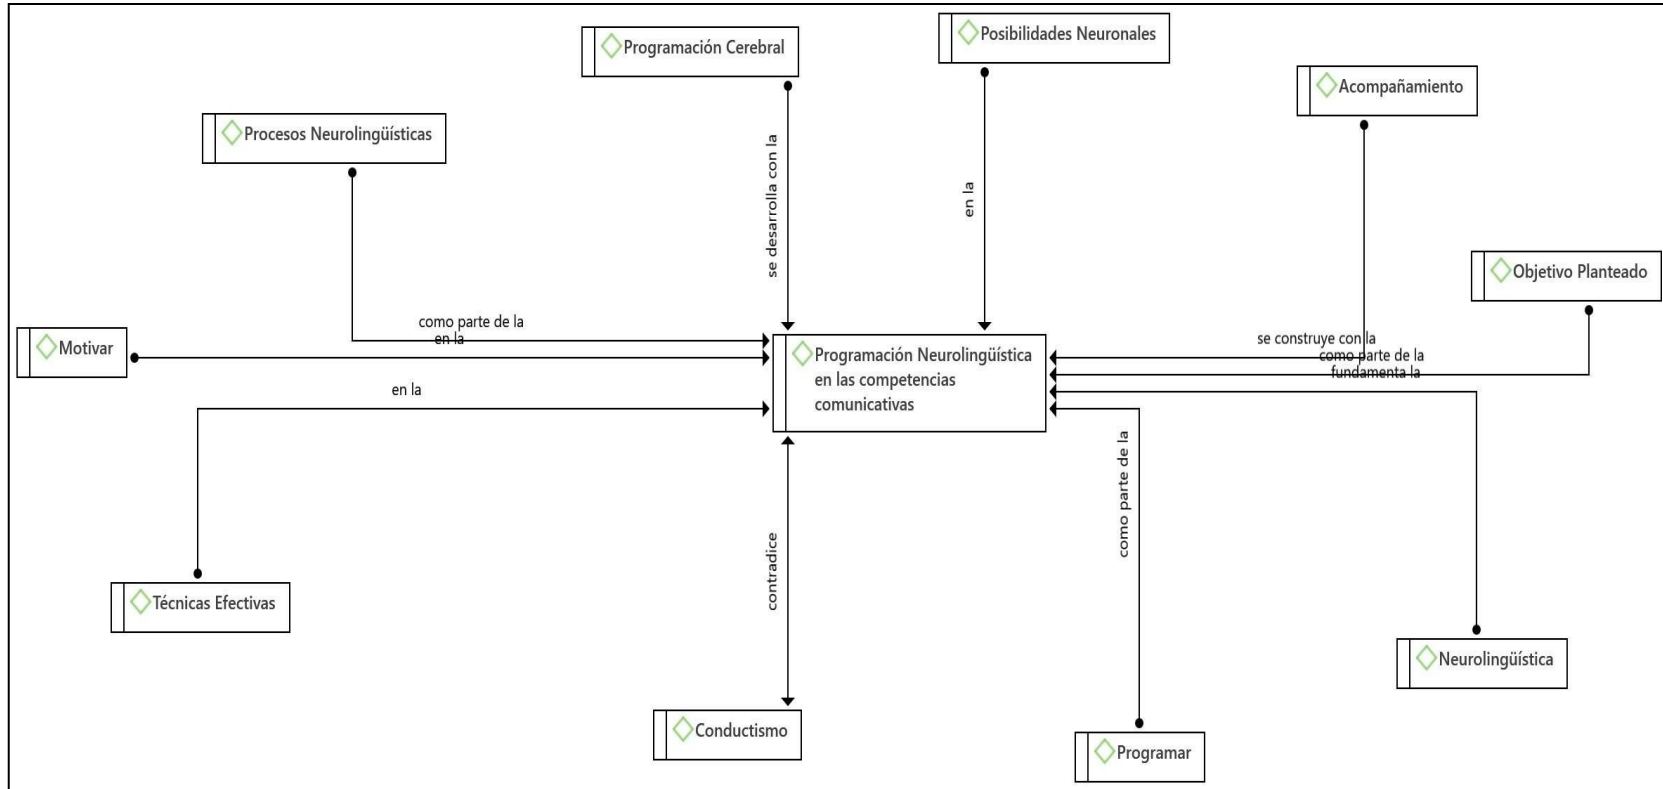 Posibilidades Neuronales
Programación Cerebral
Acompañamiento
Procesos Neurolingüísticas
se desarrolla con la
en la
Objetivo Planteado
como parte de la
en la
Motivar
se construye con la
como parte de la
fundamenta la
Programación Neurolingüística
en las competencias
comunicativas
en la
como parte de la
contradice
Técnicas Efectivas
Neurolingüística
Conductismo
Programar